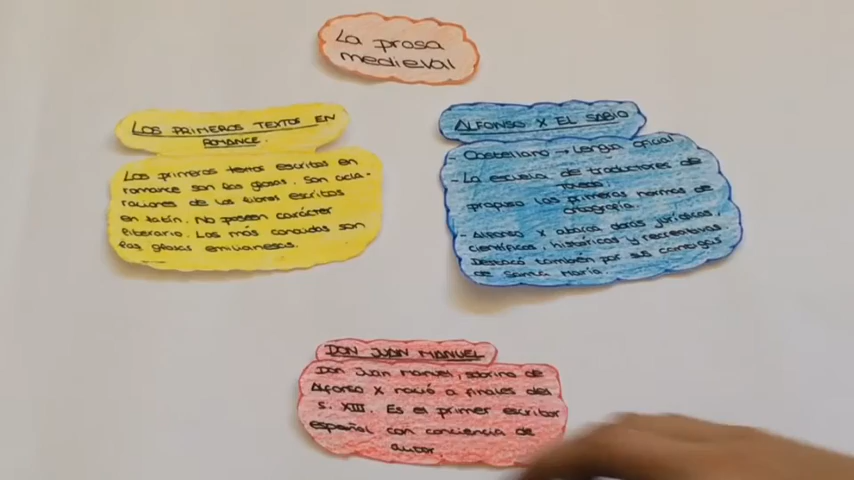 La prosa
medieval
LOS PRIMEROS TEXTOS EN
ROMANCE
Los primeros textos escritos en
romance son las glosas. Son acla-
raciones de los libros escritos
en latín. No poseen carácter
literario. Los más conocidos son
las glosas emilianesas.
ALFONSO X EL SABIO
- Castellano → Lengua oficial
- La escuela de traductores de
Toledo
propuso las primeras normas de
ortografía.
- Alfonso X abarca obras jurídicas,
científicas, históricas y recreativas.
Destacó también por sus cantigas
de Santa María.
DON JUAN MANUEL
Don Juan Manuel, sobrino de
Alfonso X nació a finales del
S. XIII. Es el primer escritor
español con conciencia de
autor